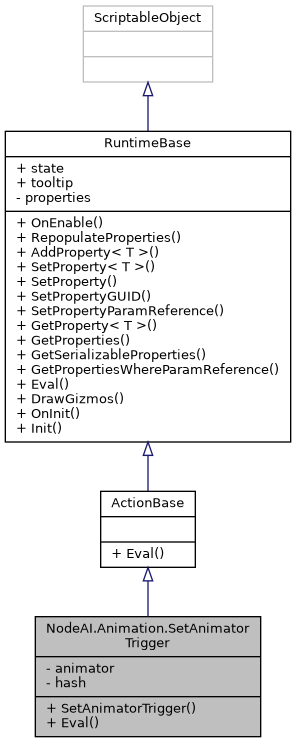 ScriptableObject
RuntimeBase
+ state
+ tooltip
- properties
+ OnEnable()
+ RepopulateProperties()
+ AddProperty< T >()
+ SetProperty< T >()
+ SetProperty()
+ SetPropertyGUID()
+ SetPropertyParamReference()
+ GetProperty< T >()
+ GetProperties()
+ GetSerializableProperties()
+ GetPropertiesWhereParamReference()
+ Eval()
+ DrawGizmos()
+ OnInit()
+ Init()
ActionBase
+ Eval()
NodeAI.Animation.SetAnimator
Trigger
- animator
- hash
+ SetAnimatorTrigger()
+ Eval()